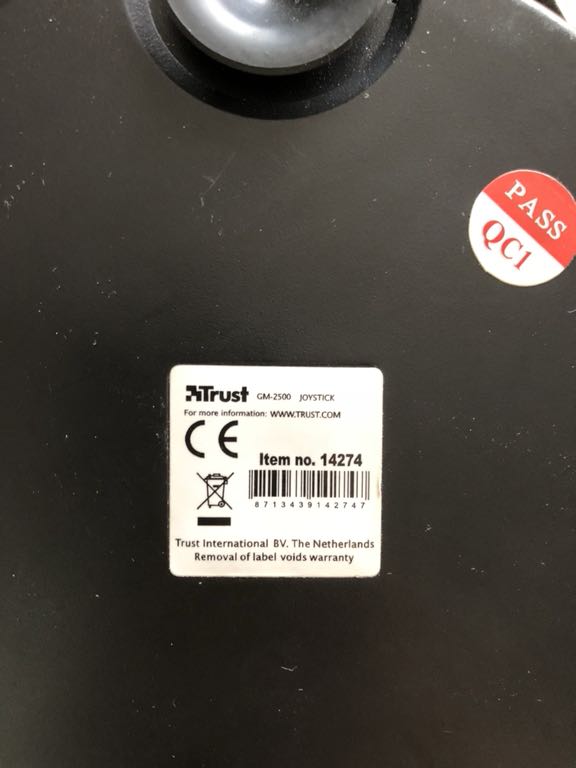 PASS
QC1
Trust GM-2500 JOYSTICK
For more information: WWW.TRUST.COM
CE
Item no. 14274
8713439142747
Trust International BV. The Netherlands
Removal of label voids warranty